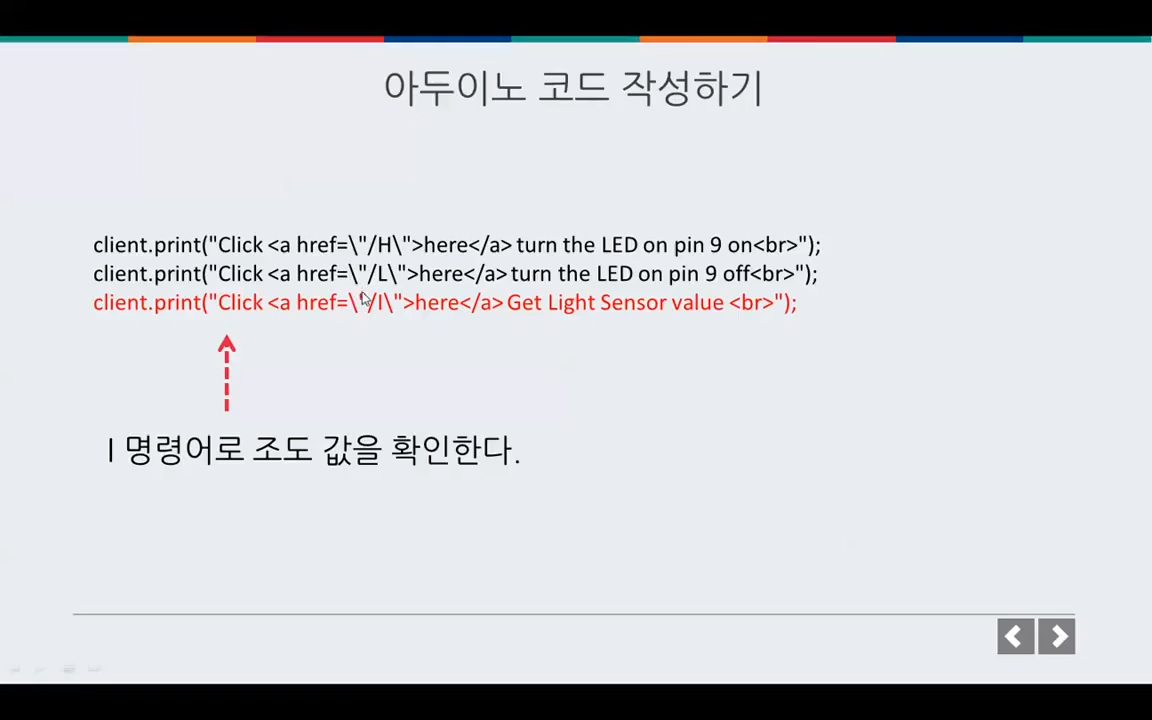 아두이노 코드 작성하기
client.print("Click <a href=\"/H\">here</a> turn the LED on pin 9 on<br>");
client.print("Click <a href=\"/L\">here</a> turn the LED on pin 9 off<br>");
client.print("Click <a href=\"/I\">here</a> Get Light Sensor value <br>");
I 명령어로 조도 값을 확인한다.